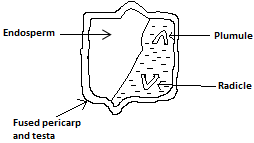 Endosperm
Plumule
Radicle
Fused pericarp
and testa